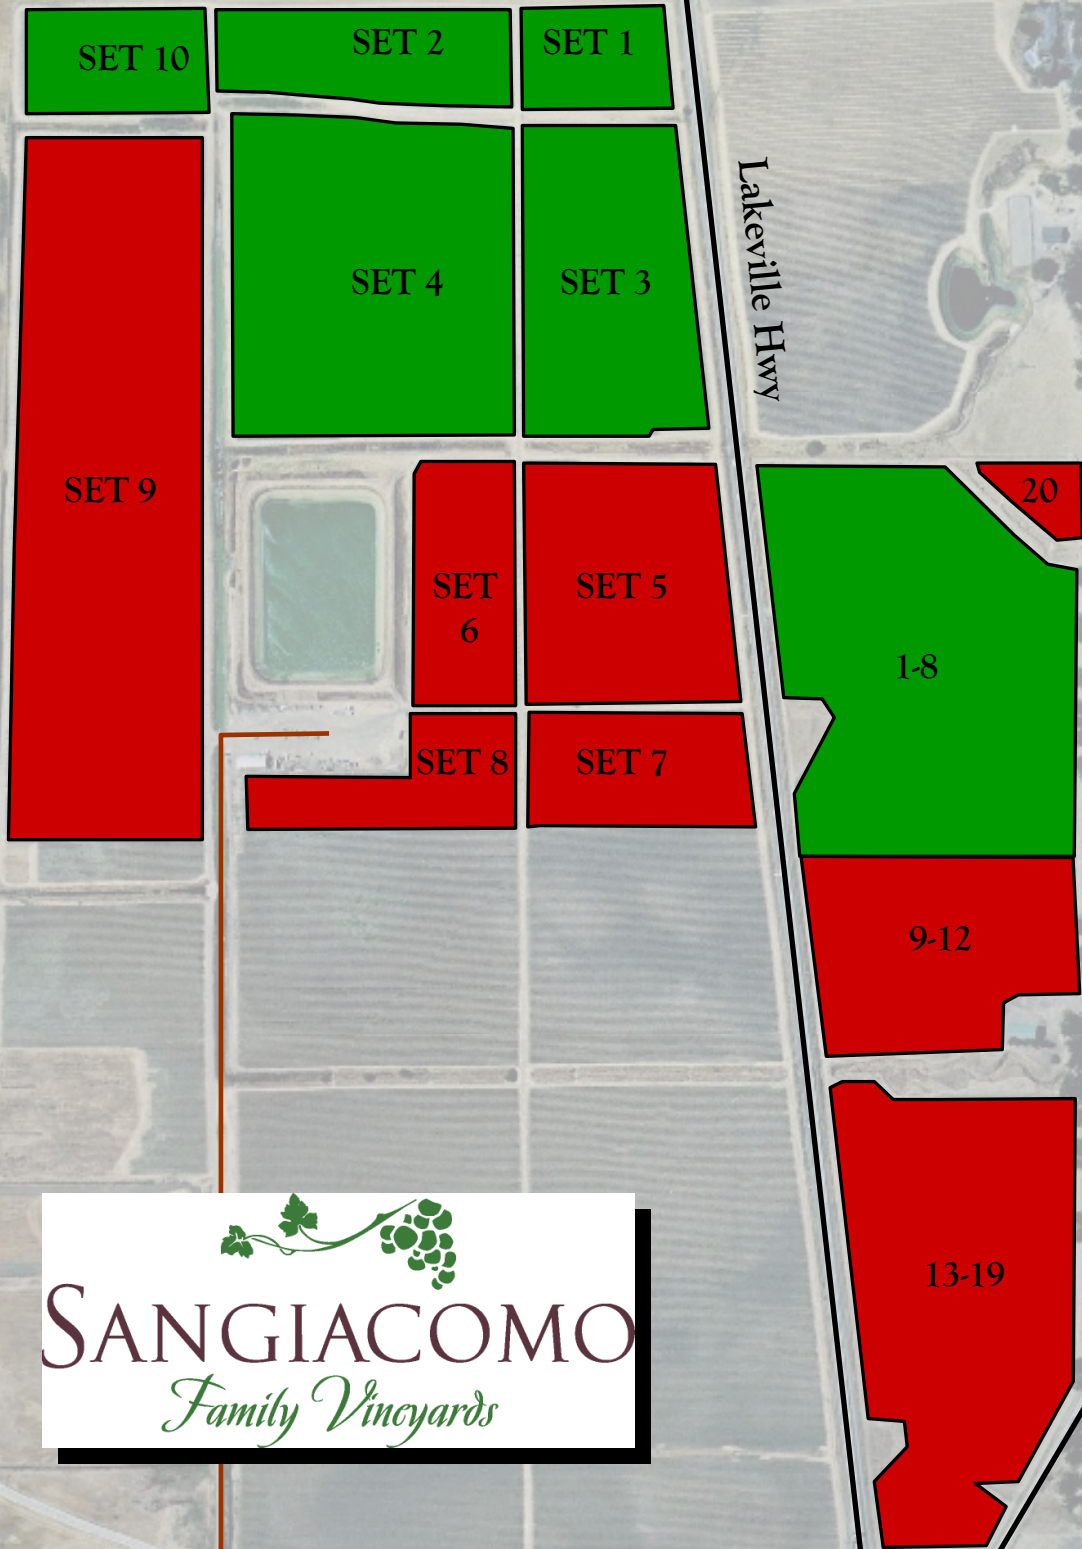 SET 10
SET 2
SET 1
Lakeville Hwy
SET 4
SET 3
SET 9
20
SET
6
SET 5
1-8
SET 8
SET 7
9-12
13-19
SANGIACOMO
Family Vineyards